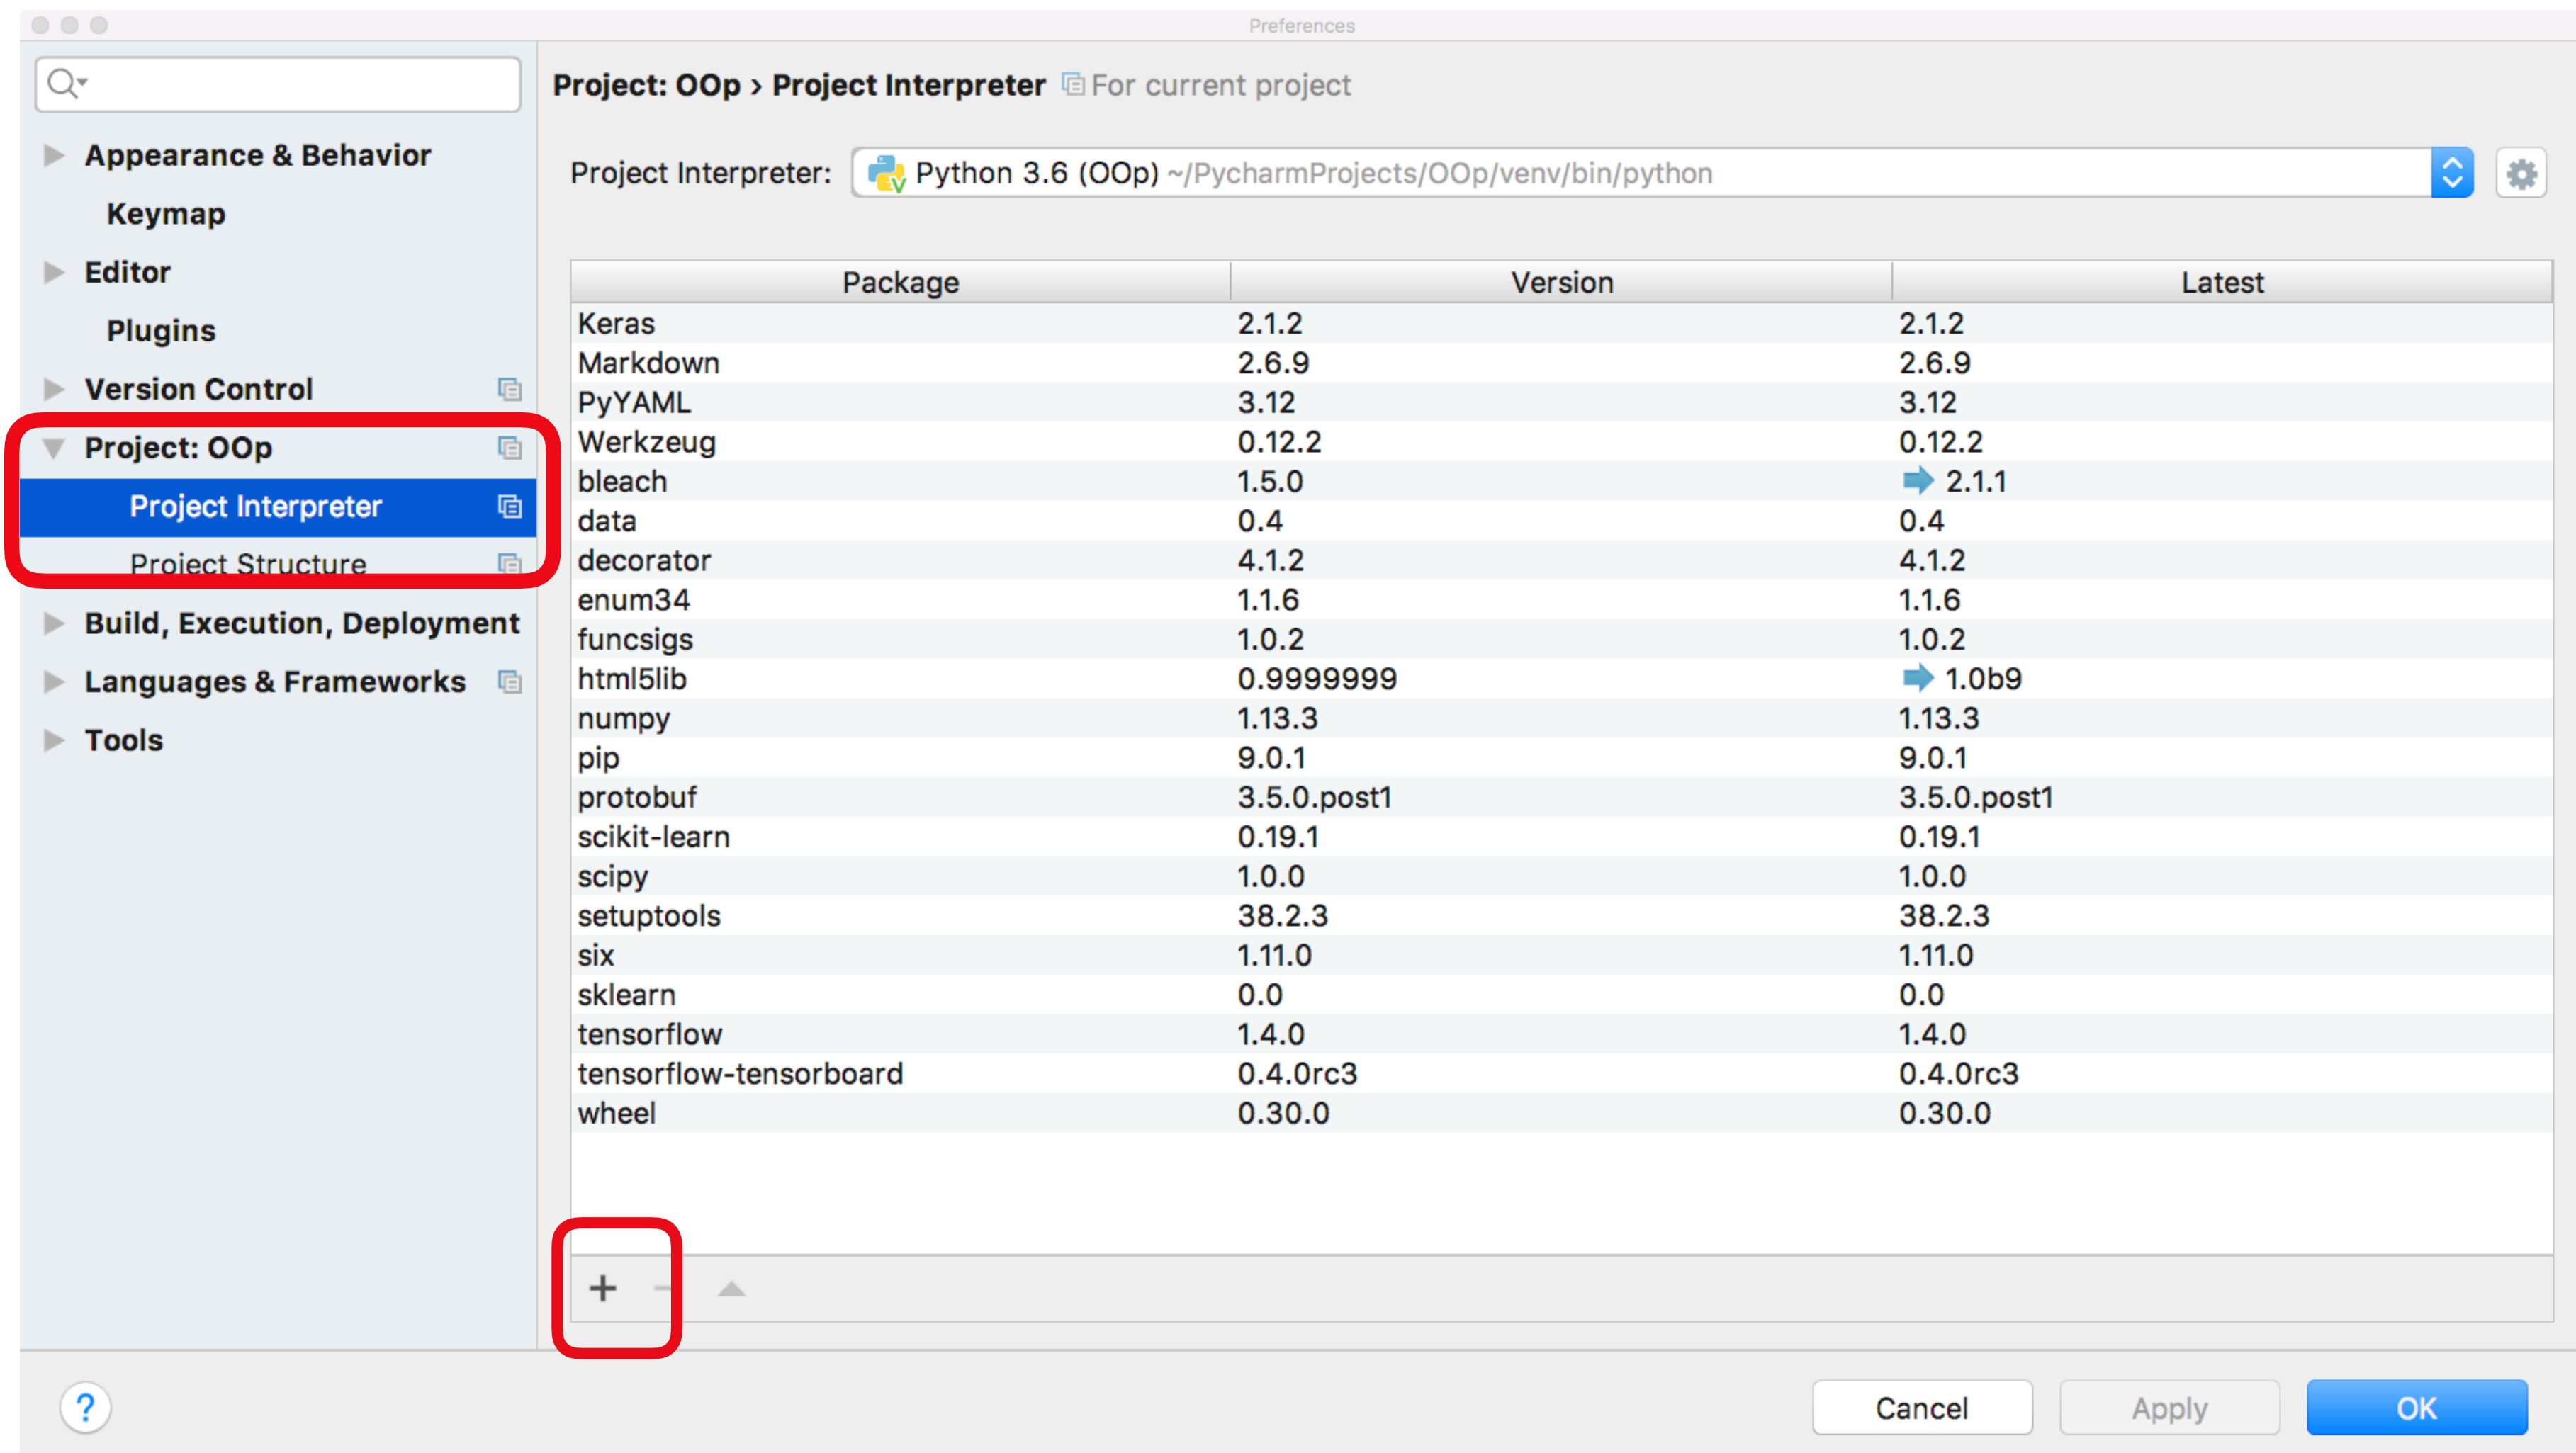 Preferences
Project: OOp › Project Interpreter For current project
Appearance & Behavior
Keymap
Editor
Plugins
Version Control
Project: OOp
Project Interpreter
Project Structure
Build, Execution, Deployment
Languages & Frameworks
Tools
Project Interpreter: Python 3.6 (OOp) ~/PycharmProjects/OOp/venv/bin/python
Package Version Latest
Keras 2.1.2 2.1.2
Markdown 2.6.9 2.6.9
PyYAML 3.12 3.12
Werkzeug 0.12.2 0.12.2
bleach 1.5.0 2.1.1
data 0.4 0.4
decorator 4.1.2 4.1.2
enum34 1.1.6 1.1.6
funcsigs 1.0.2 1.0.2
html5lib 0.9999999 1.0b9
numpy 1.13.3 1.13.3
pip 9.0.1 9.0.1
protobuf 3.5.0.post1 3.5.0.post1
scikit-learn 0.19.1 0.19.1
scipy 1.0.0 1.0.0
setuptools 38.2.3 38.2.3
six 1.11.0 1.11.0
sklearn 0.0 0.0
tensorflow 1.4.0 1.4.0
tensorflow-tensorboard 0.4.0rc3 0.4.0rc3
wheel 0.30.0 0.30.0
+ −
? Cancel Apply OK